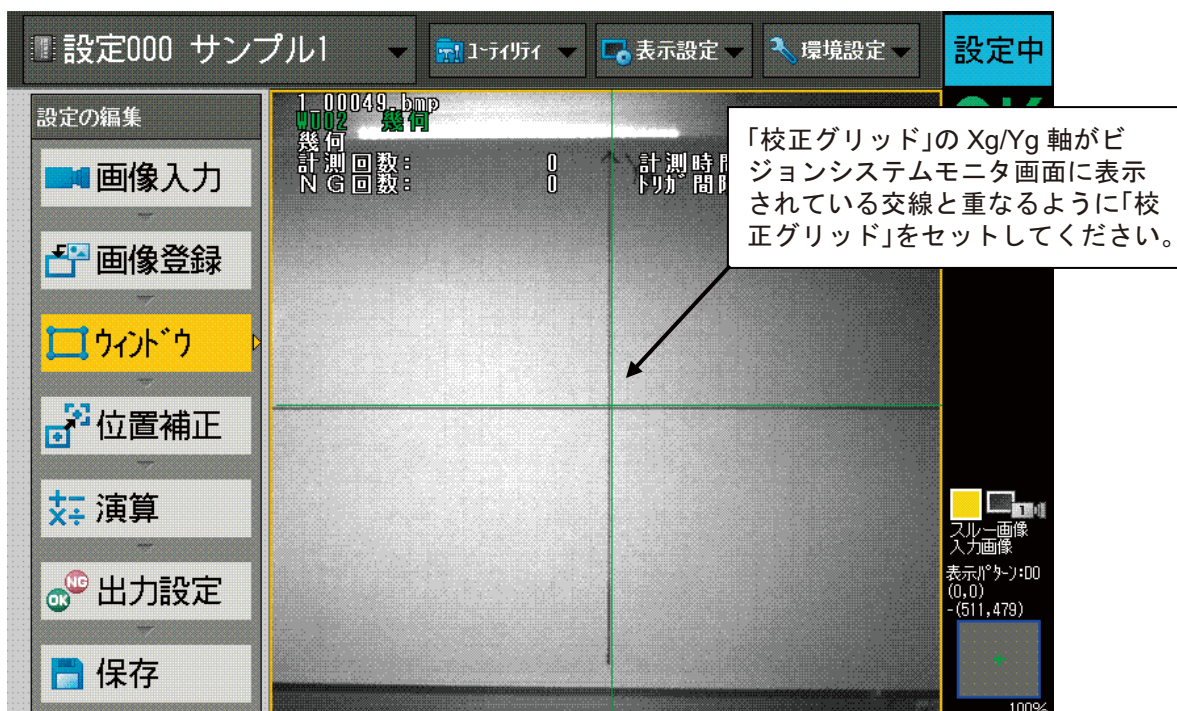 設定000 サンプル1
ユーティリティ
表示設定
環境設定
設定中
設定の編集
画像入力
画像登録
ウィンドウ
位置補正
演算
出力設定
保存
1_00049.bmp
WU02 幾何
幾何
計測回数: 0 計測時
NG回数: 0 トリガ間
OK
「校正グリッド」の Xg/Yg 軸がビ
ジョンシステムモニタ画面に表示
されている交線と重なるように「校
正グリッド」をセットしてください。
NG
OK
1
スルー画像
入力画像
表示パターン:00
(0,0)
-(511,479)
100%